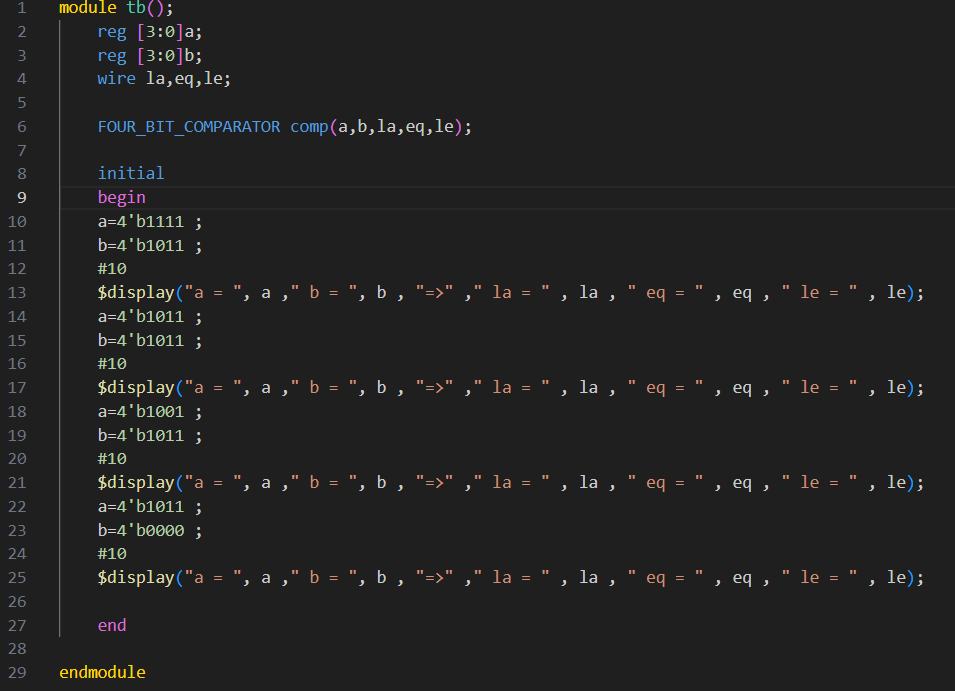 1 module tb();
2 reg [3:0]a;
3 reg [3:0]b;
4 wire la,eq,le;
5
6 FOUR_BIT_COMPARATOR comp(a,b,la,eq,le);
7
8 initial
9 begin
10 a=4'b1111 ;
11 b=4'b1011 ;
12 #10
13 $display("a = ", a ," b = ", b , "=>" ," la = " , la , " eq = " , eq , " le = " , le);
14 a=4'b1011 ;
15 b=4'b1011 ;
16 #10
17 $display("a = ", a ," b = ", b , "=>" ," la = " , la , " eq = " , eq , " le = " , le);
18 a=4'b1001 ;
19 b=4'b1011 ;
20 #10
21 $display("a = ", a ," b = ", b , "=>" ," la = " , la , " eq = " , eq , " le = " , le);
22 a=4'b1011 ;
23 b=4'b0000 ;
24 #10
25 $display("a = ", a ," b = ", b , "=>" ," la = " , la , " eq = " , eq , " le = " , le);
26
27 end
28
29 endmodule